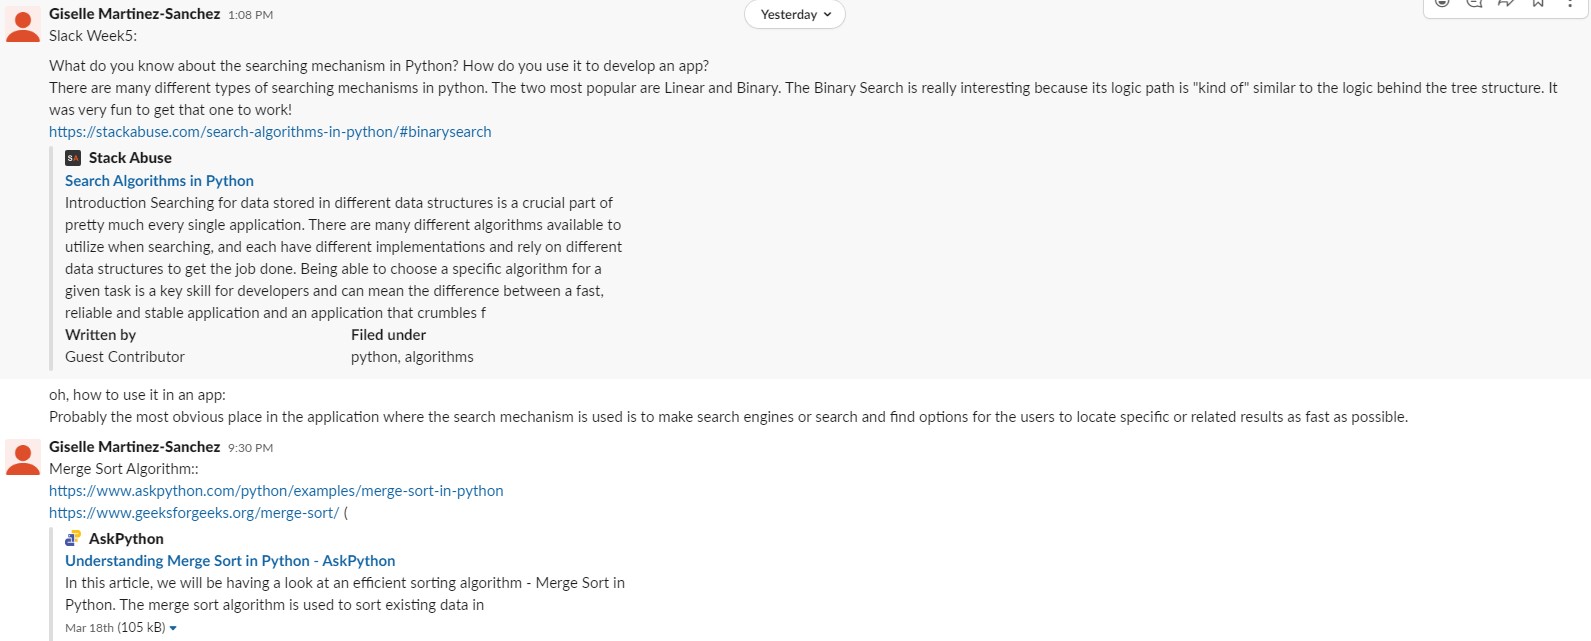 Yesterday
Giselle Martinez-Sanchez 1:08 PM
Slack Week5:
What do you know about the searching mechanism in Python? How do you use it to develop an app?
There are many different types of searching mechanisms in python. The two most popular are Linear and Binary. The Binary Search is really interesting because its logic path is "kind of" similar to the logic behind the tree structure. It
was very fun to get that one to work!
https://stackabuse.com/search-algorithms-in-python/#binarysearch
SA Stack Abuse
Search Algorithms in Python
Introduction Searching for data stored in different data structures is a crucial part of
pretty much every single application. There are many different algorithms available to
utilize when searching, and each have different implementations and rely on different
data structures to get the job done. Being able to choose a specific algorithm for a
given task is a key skill for developers and can mean the difference between a fast,
reliable and stable application and an application that crumbles f
Written by Filed under
Guest Contributor python, algorithms
oh, how to use it in an app:
Probably the most obvious place in the application where the search mechanism is used is to make search engines or search and find options for the users to locate specific or related results as fast as possible.
Giselle Martinez-Sanchez 9:30 PM
Merge Sort Algorithm::
https://www.askpython.com/python/examples/merge-sort-in-python
https://www.geeksforgeeks.org/merge-sort/ (
AskPython
Understanding Merge Sort in Python - AskPython
In this article, we will be having a look at an efficient sorting algorithm - Merge Sort in
Python. The merge sort algorithm is used to sort existing data in
Mar 18th (105 kB)